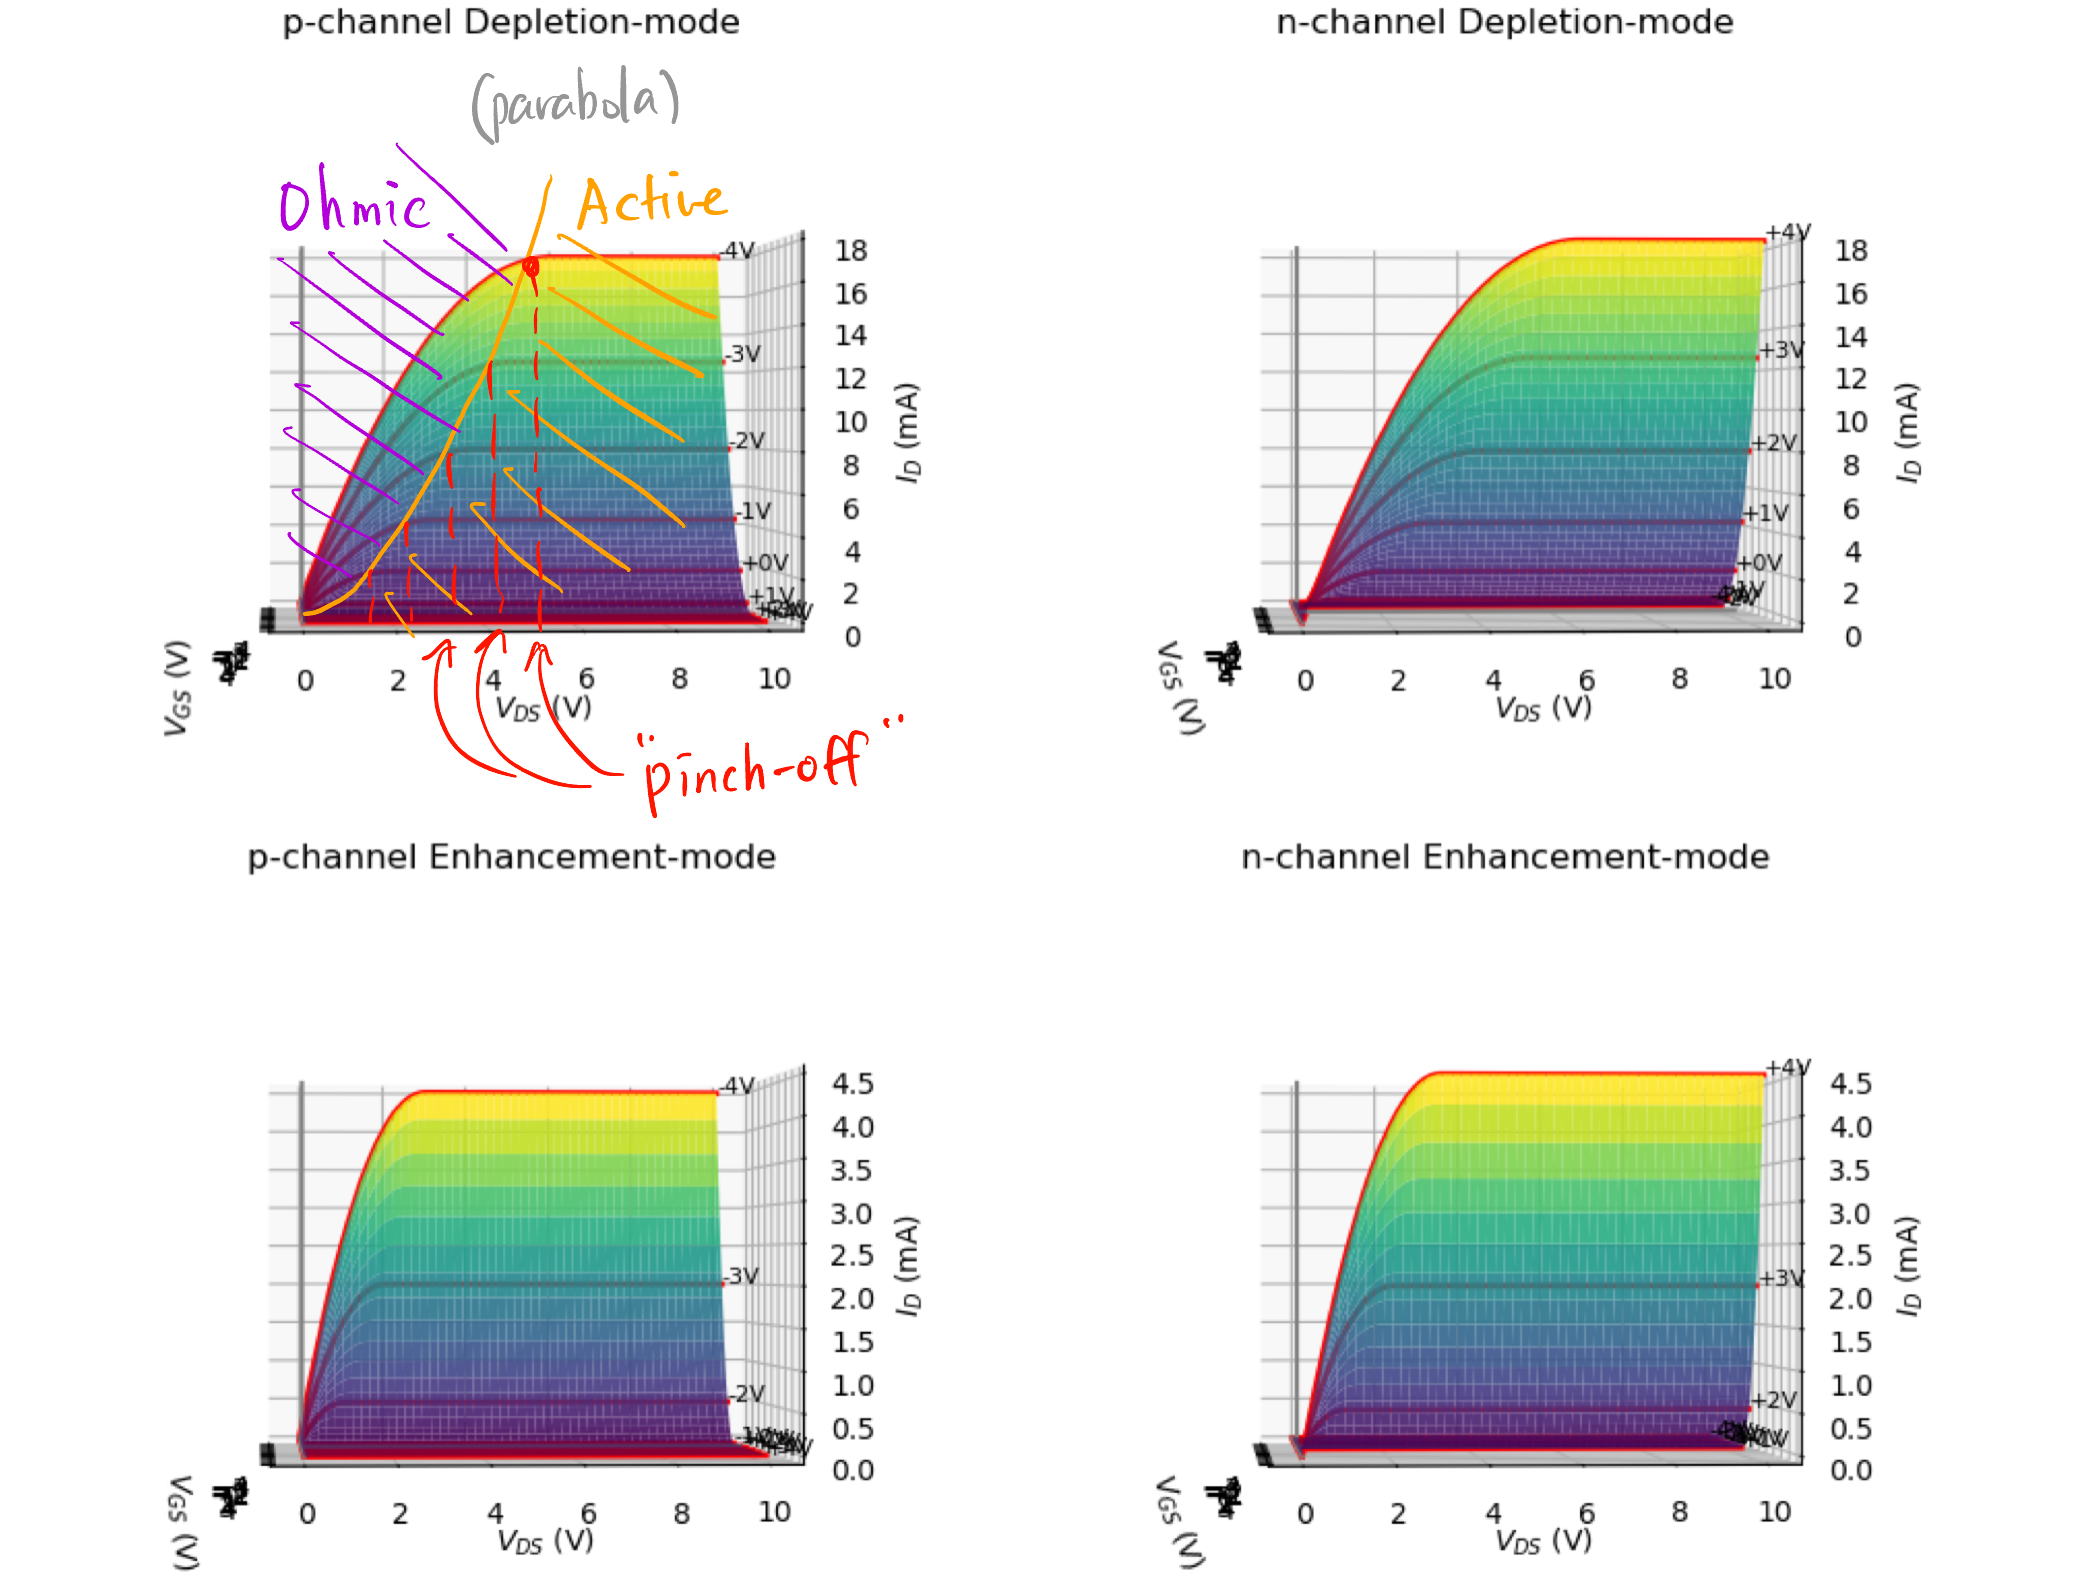 p-channel Depletion-mode
(parabola)
Ohmic
Active
-4V
-3V
-2V
-1V
+0V
+1V
18
16
14
12
10
8
6
4
2
0
I_D (mA)
V_GS (V)
0 2 4 6 8 10
V_DS (V)
"pinch-off"
n-channel Depletion-mode
+4V
+3V
+2V
+1V
+0V
18
16
14
12
10
8
6
4
2
0
I_D (mA)
V_GS (V)
0 2 4 6 8 10
V_DS (V)
p-channel Enhancement-mode
-4V
-3V
-2V
4.5
4.0
3.5
3.0
2.5
2.0
1.5
1.0
0.5
0.0
I_D (mA)
V_GS (V)
0 2 4 6 8 10
V_DS (V)
n-channel Enhancement-mode
+4V
+3V
+2V
4.5
4.0
3.5
3.0
2.5
2.0
1.5
1.0
0.5
0.0
I_D (mA)
V_GS (V)
0 2 4 6 8 10
V_DS (V)